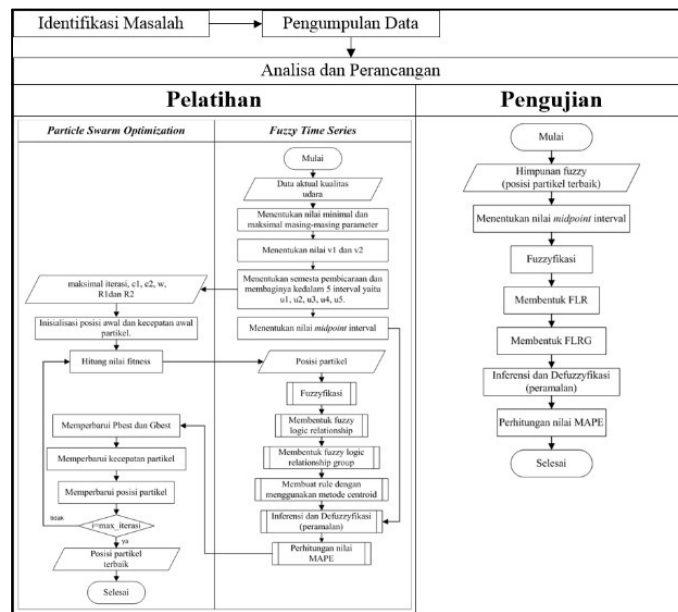 Identifikasi Masalah
Pengumpulan Data
Analisa dan Perancangan
Pelatihan
Pengujian
Particle Swarm Optimization
Fuzzy Time Series
Mulai
Data aktual kualitas
udara
Menentukan nilai minimal dan
maksimal masing-masing parameter
Menentukan nilai v1 dan v2
Menentukan semesta pembicaraan dan
membaginya kedalam 5 interval yaitu
u1, u2, u3, u4, u5.
Menentukan nilai midpoint interval
maksimal iterasi, c1, c2, w,
R1dan R2
Inisialisasi posisi awal dan kecepatan awal
partikel.
Hitung nilai fitness
Posisi partikel
Fuzzyfikasi
Membentuk fuzzy
logic relationship
Membentuk fuzzy logic
relationship group
Membuat rule dengan
menggunakan metode centroid
Inferensi dan Defuzzyfikasi
(peramalan)
Perhitungan nilai
MAPE
Memperbarui Pbest dan Gbest
Memperbarui kecepatan partikel
Memperbarui posisi partikel
i=max_iterasi
ya
Posisi partikel
terbaik
Selesai
Mulai
Himpunan fuzzy
(posisi partikel terbaik)
Menentukan nilai midpoint interval
Fuzzyfikasi
Membentuk FLR
Membentuk FLRG
Inferensi dan Defuzzyfikasi
(peramalan)
Perhitungan nilai MAPE
Selesai